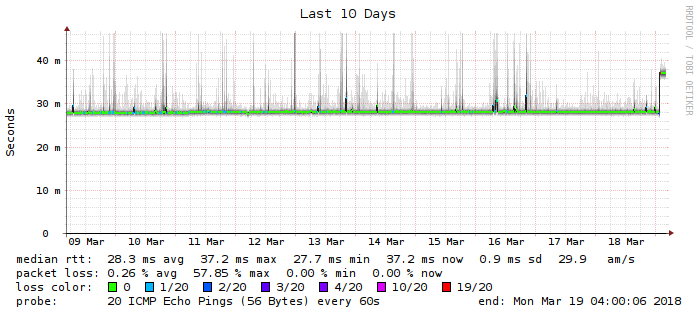 Last 10 Days
RRDTOOL / TOBI OETIKER
Seconds
40 m
30 m
20 m
10 m
0
09 Mar 10 Mar 11 Mar 12 Mar 13 Mar 14 Mar 15 Mar 16 Mar 17 Mar 18 Mar
median rtt: 28.3 ms avg 37.2 ms max 27.7 ms min 37.2 ms now 0.9 ms sd 29.9 am/s
packet loss: 0.26 % avg 57.85 % max 0.00 % min 0.00 % now
loss color: 0 1/20 2/20 3/20 4/20 10/20 19/20
probe: 20 ICMP Echo Pings (56 Bytes) every 60s end: Mon Mar 19 04:00:06 2018